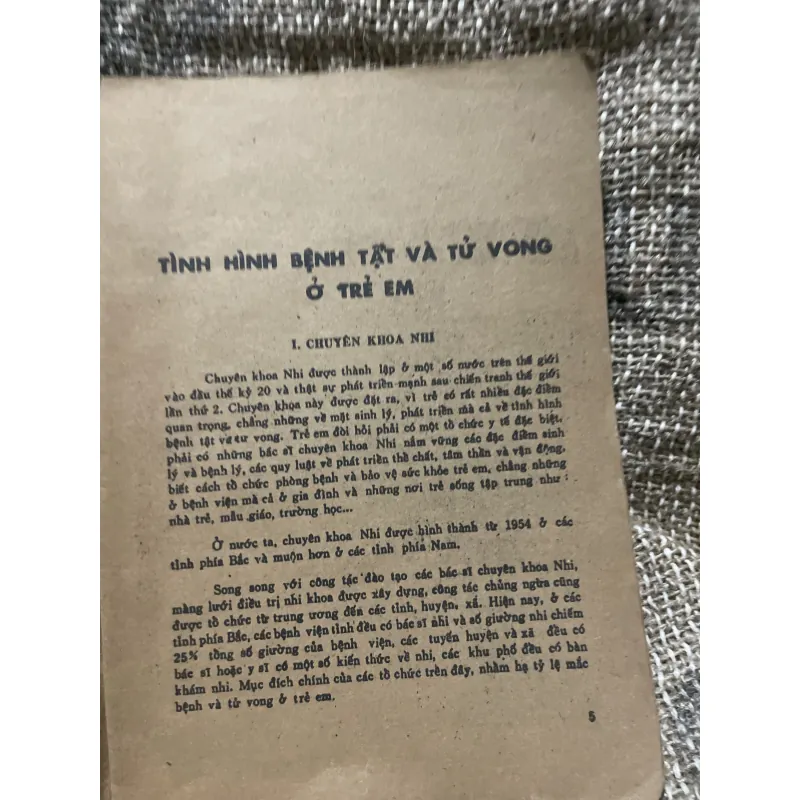 TÌNH HÌNH BỆNH TẬT VÀ TỬ VONG
Ở TRẺ EM
I. CHUYÊN KHOA NHI
Chuyên khoa Nhi được thành lập ở một số nước trên thế giới
vào đầu thế kỷ 20 và thật sự phát triển mạnh sau chiến tranh thế giới
lần thứ 2. Chuyên khoa này được đặt ra, vì trẻ có rất nhiều đặc điểm
quan trọng, chẳng những về mặt sinh lý, phát triển mà cả về tình hình
bệnh tật và tư vong. Trẻ em đòi hỏi phải có một tổ chức y tế đặc biệt,
phải có những bác sĩ chuyên khoa Nhi nắm vững các đặc điểm sinh
lý và bệnh lý, các quy luật về phát triển thể chất, tâm thần và vận động,
biết cách tổ chức phòng bệnh và bảo vệ sức khỏe trẻ em, chẳng những
ở bệnh viện mà cả ở gia đình và những nơi trẻ sống tập trung như :
nhà trẻ, mẫu giáo, trường học...
Ở nước ta, chuyên khoa Nhi được hình thành từ 1954 ở các
tỉnh phía Bắc và muộn hơn ở các tỉnh phía Nam.
Song song với công tác đào tạo các bác sĩ chuyên khoa Nhi,
màng lưới điều trị nhi khoa được xây dựng, công tác chủng ngừa cũng
được tổ chức từ trung ương đến các tỉnh, huyện, xã. Hiện nay, ở các
tỉnh phía Bắc, các bệnh viện tỉnh đều có bác sĩ nhi và số giường nhi chiếm
25% tổng số giường của bệnh viện, các tuyến huyện và xã đều có
bác sĩ hoặc y sĩ có một số kiến thức về nhi, các khu phố đều có bàn
khám nhi. Mục đích chính của các tổ chức trên đây, nhằm hạ tỷ lệ mắc
bệnh và tử vong ở trẻ em.
5